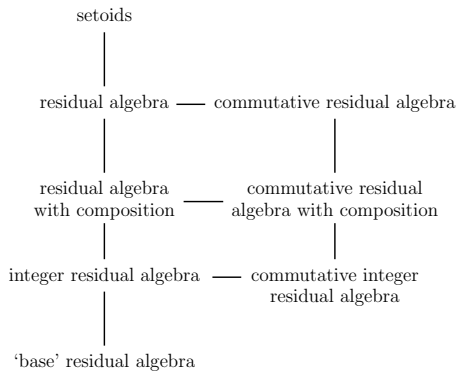 setoids
residual algebra
commutative residual algebra
residual algebra
with composition
commutative residual
algebra with composition
integer residual algebra
commutative integer
residual algebra
‘base’ residual algebra